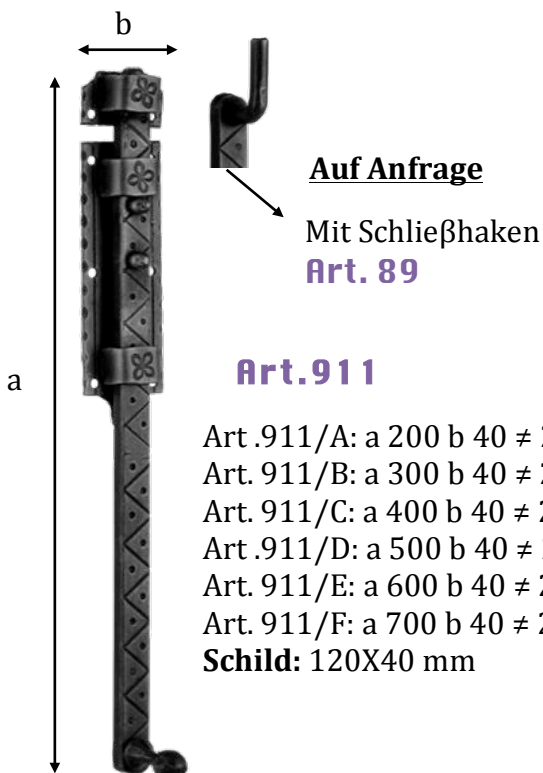 b
a
Auf Anfrage
Mit Schließhaken
Art. 89
Art.911
Art .911/A: a 200 b 40 ≠
Art. 911/B: a 300 b 40 ≠
Art. 911/C: a 400 b 40 ≠
Art .911/D: a 500 b 40 ≠
Art. 911/E: a 600 b 40 ≠
Art. 911/F: a 700 b 40 ≠
Schild: 120X40 mm